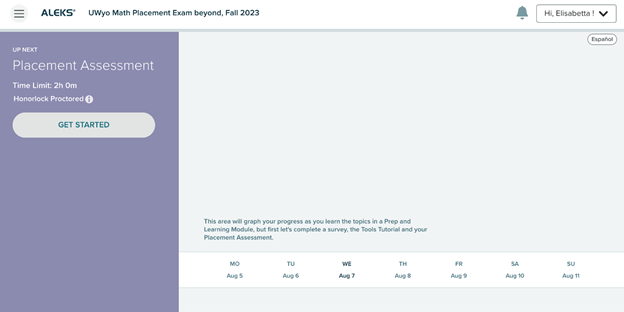 ALEKS® UWyo Math Placement Exam beyond, Fall 2023 Hi, Elisabetta !
Español
UP NEXT
Placement Assessment
Time Limit: 2h 0m
Honorlock Proctored i
GET STARTED
This area will graph your progress as you learn the topics in a Prep and
Learning Module, but first let's complete a survey, the Tools Tutorial and your
Placement Assessment.
MO TU WE TH FR SA SU
Aug 5 Aug 6 Aug 7 Aug 8 Aug 9 Aug 10 Aug 11